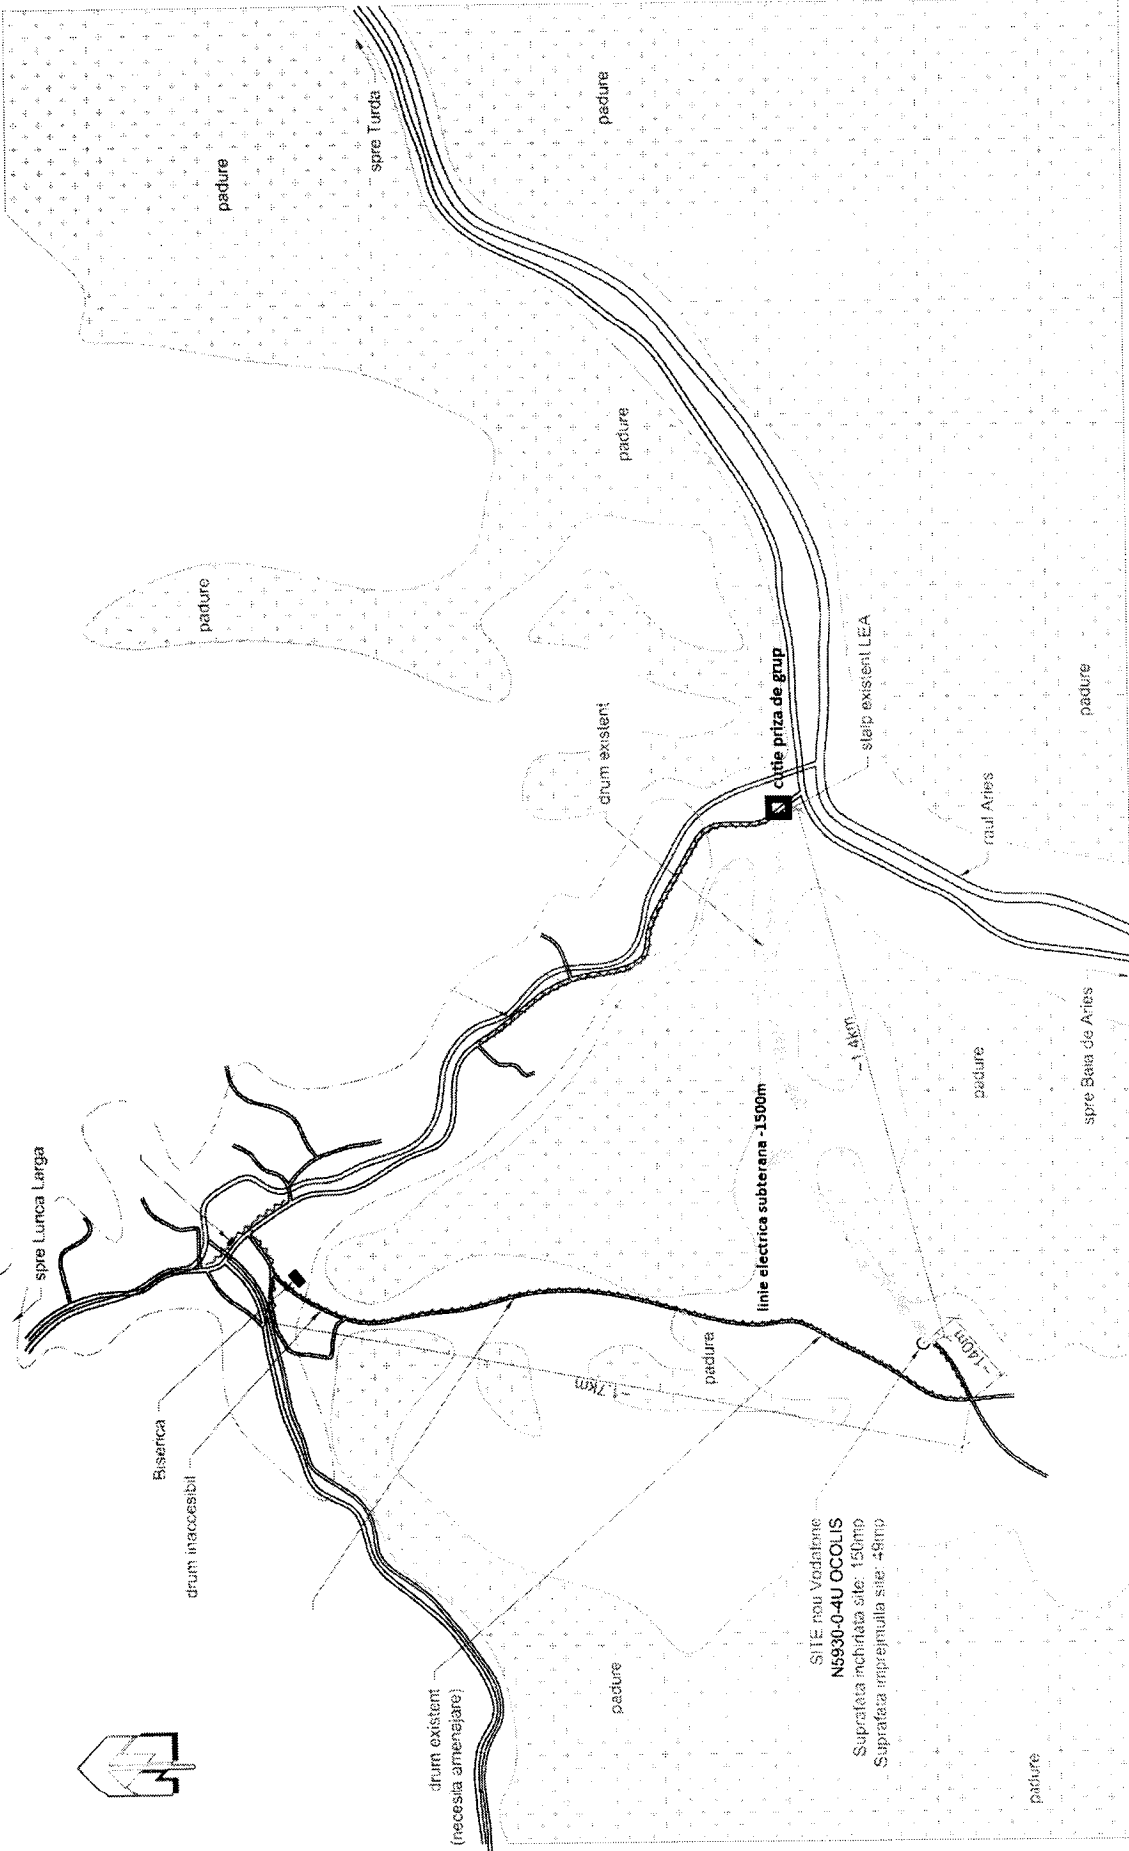 spre Lunca Larga
Biserica
drum inaccesibil
drum existent
(necesita amenajare)
padure
spre Turda
padure
padure
padure
padure
drum existent
cutie priza de grup
stalp existent LEA
raul Aries
padure
~1.4km
linie electrica subterana -1500m
padure
spre Baia de Aries
~1.7km
padure
~140m
SITE nou Vodafone
N5930-0-4U OCOLIS
Suprafata inchiriata site: 150mp
Suprafata imprejmuita site: 49mp
padure
padure